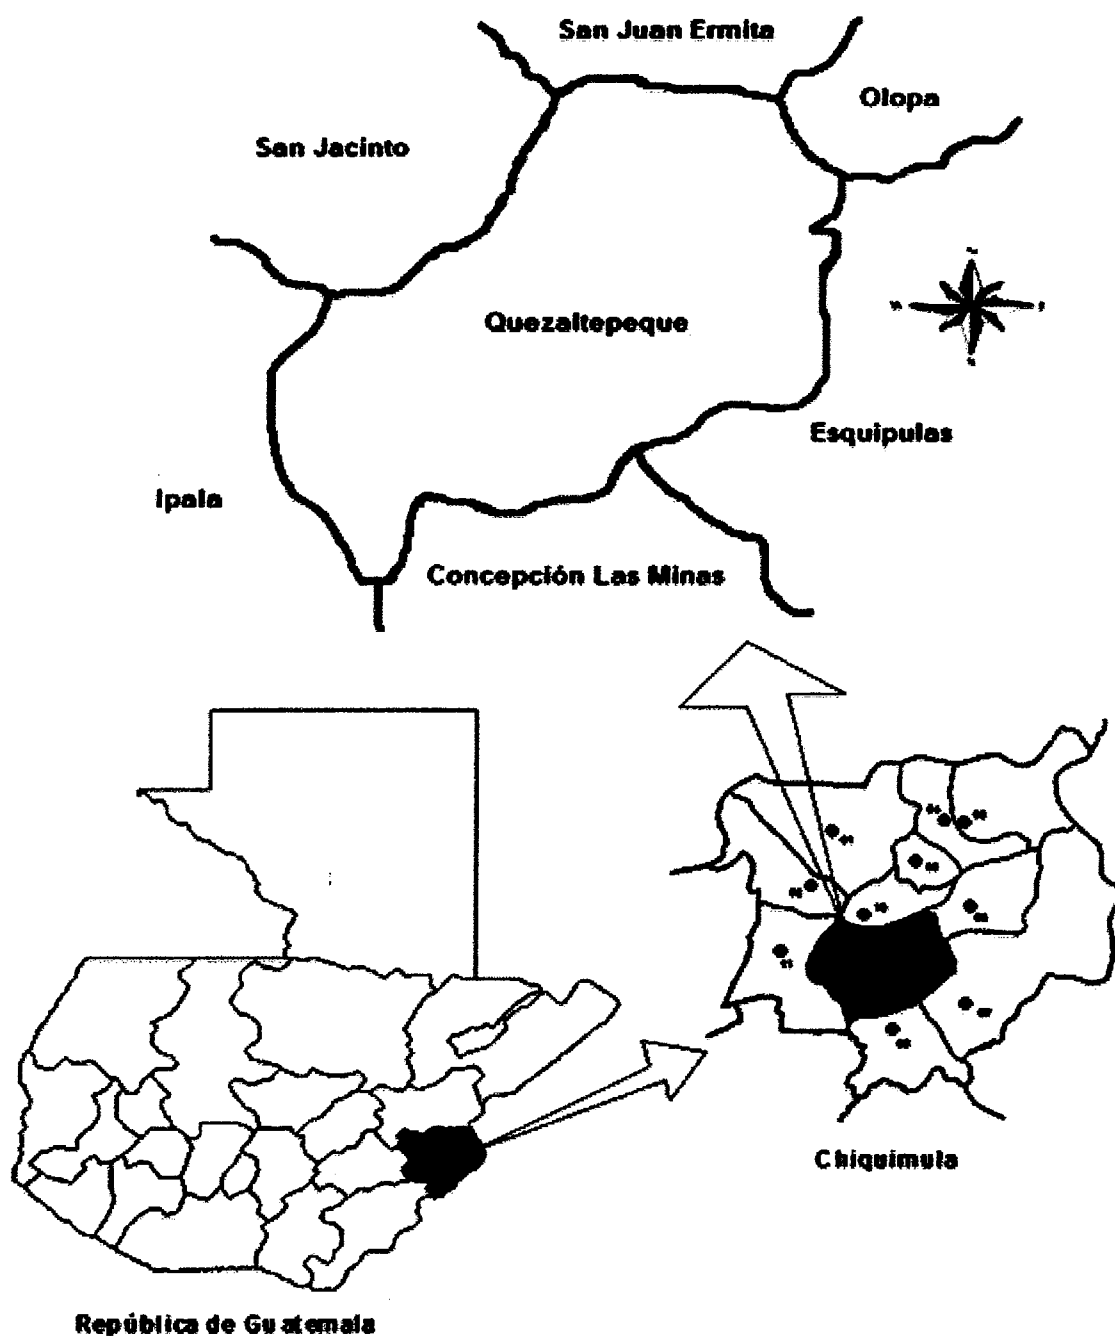 San Juan Ermita
Olopa
San Jacinto
Quezaltepeque
Esquipulas
Ipala
Concepción Las Minas
Chiquimula
República de Guatemala